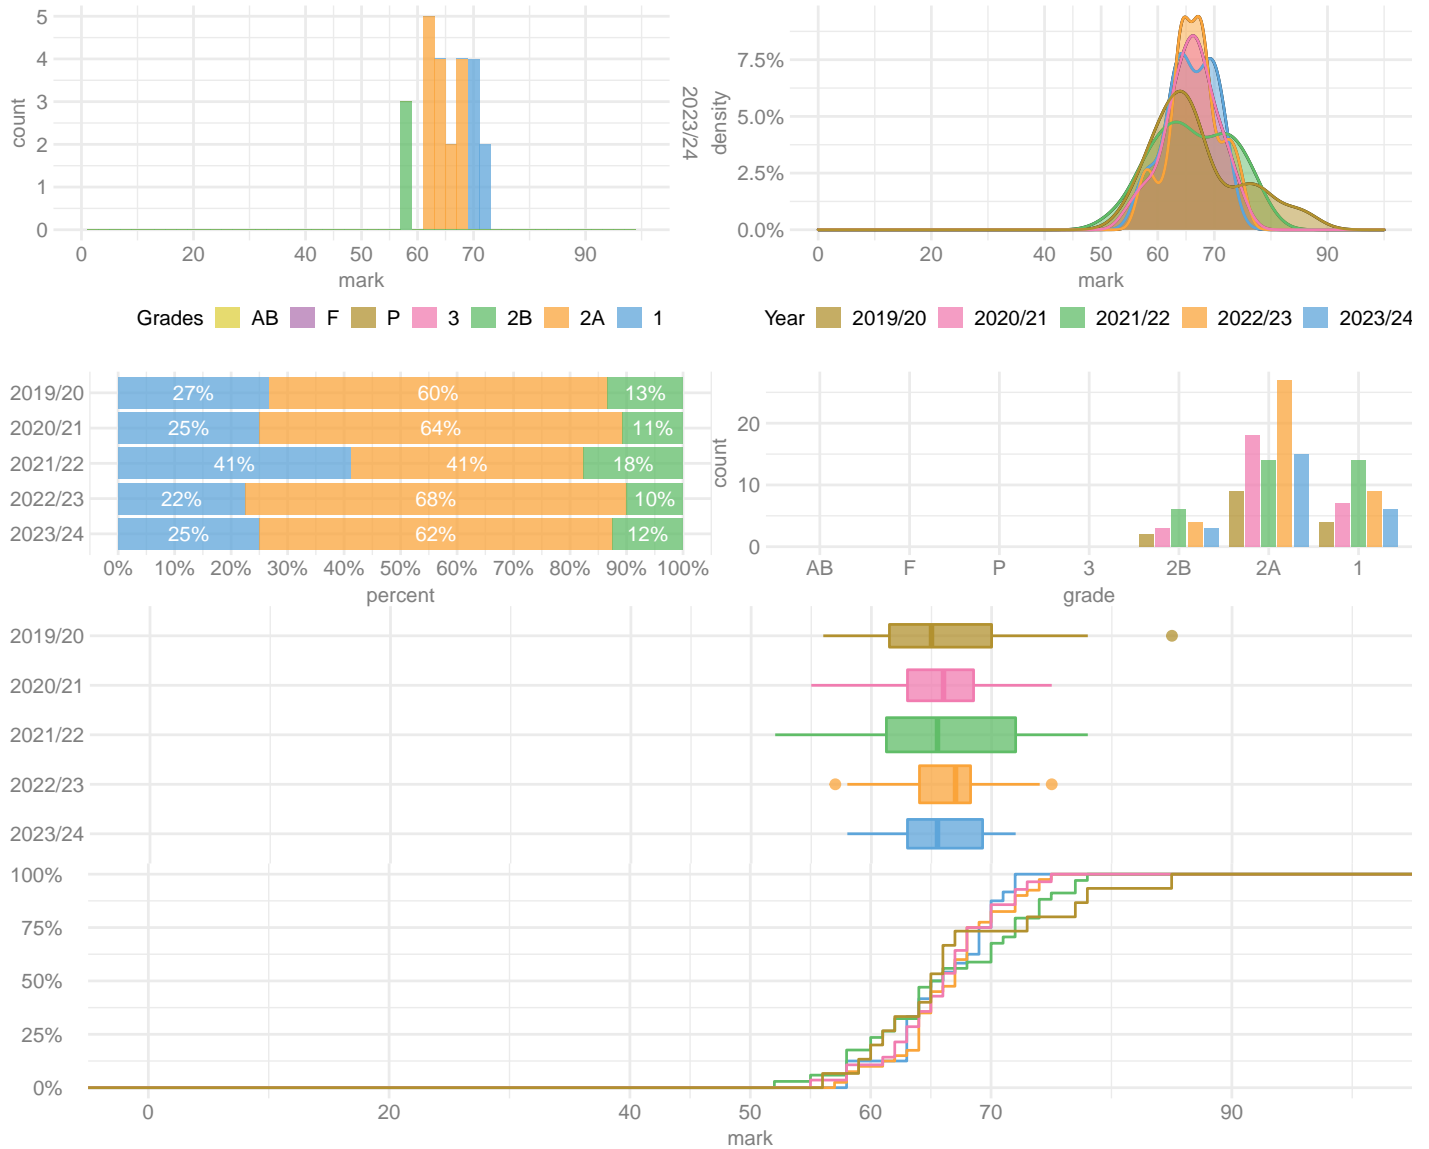 5
4
3
2
1
0
count
0 20 40 50 60 70 90
mark
2023/24
7.5%
5.0%
2.5%
0.0%
density
0 20 40 50 60 70 90
mark
Grades AB F P 3 2B 2A 1
Year 2019/20 2020/21 2021/22 2022/23 2023/24
2019/20 27% 60% 13%
2020/21 25% 64% 11%
2021/22 41% 41% 18%
2022/23 22% 68% 10%
2023/24 25% 62% 12%
0% 10% 20% 30% 40% 50% 60% 70% 80% 90% 100%
percent
20
10
0
count
AB F P 3 2B 2A 1
grade
2019/20
2020/21
2021/22
2022/23
2023/24
100%
75%
50%
25%
0%
0 20 40 50 60 70 90
mark